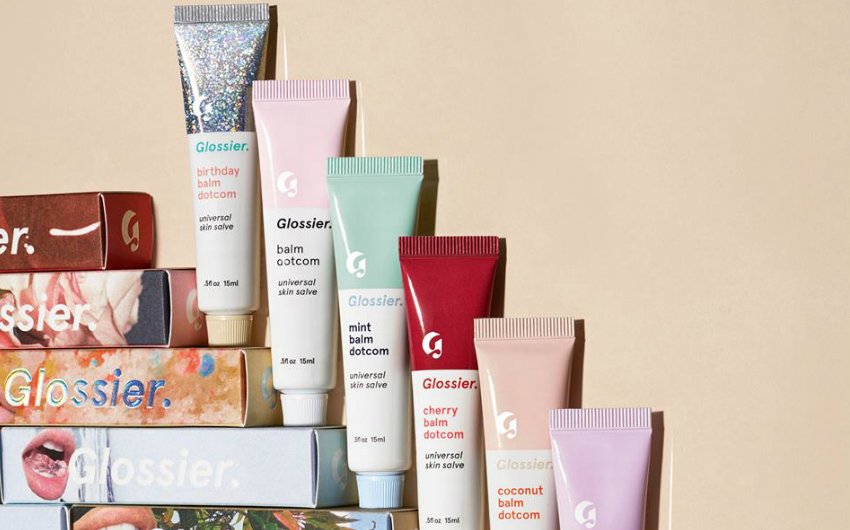 Glossier.
birthday
balm
dotcom
universal
skin salve
.5fl oz 15ml
Glossier.
balm
dotcom
universal
skin salve
.5fl oz 15ml
Glossier.
mint
balm
dotcom
universal
skin salve
.5fl oz 15ml
Glossier.
cherry
balm
dotcom
universal
skin salve
.5fl oz 15ml
Glossier.
coconut
balm
dotcom
er.
ssier.
Glossier.
Glossier.